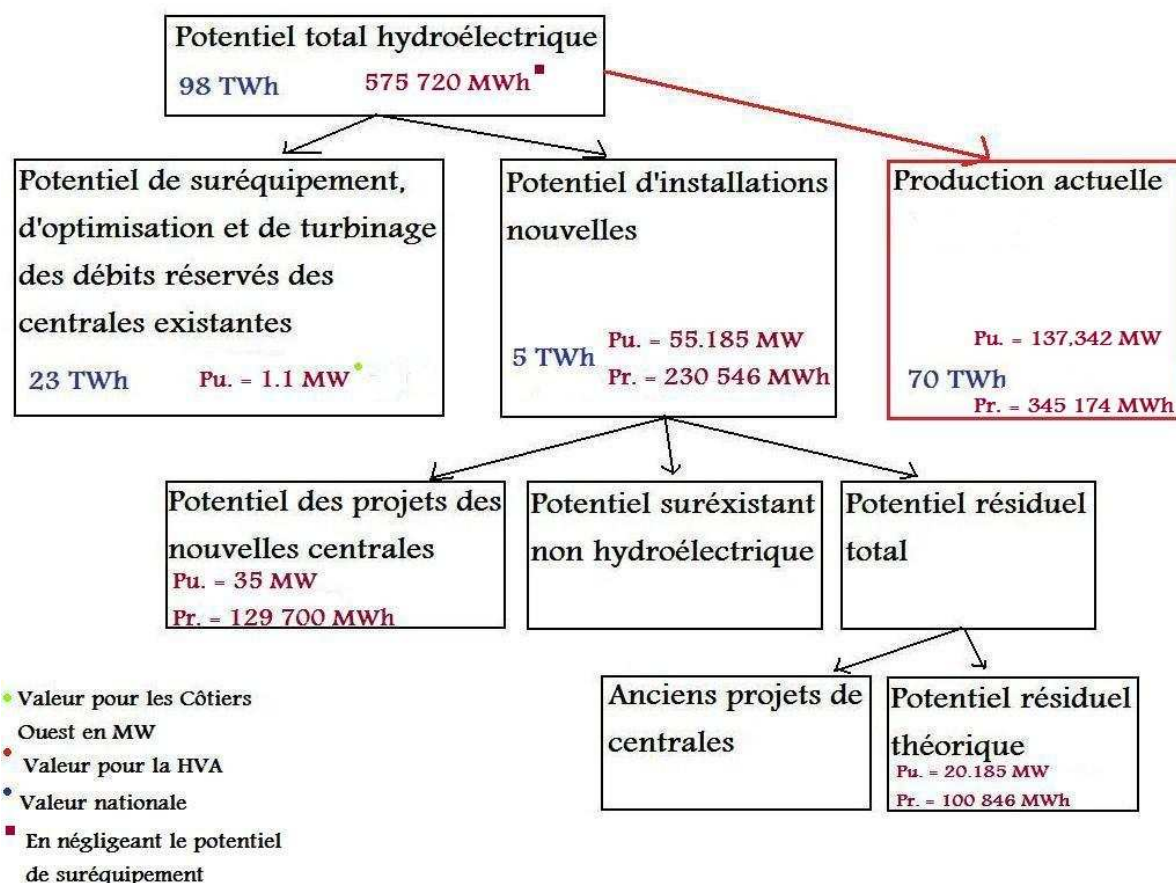 Potentiel total hydroélectrique
98 TWh 575 720 MWh
Potentiel de suréquipement,
d'optimisation et de turbinage
des débits réservés des
centrales existantes
23 TWh Pu. = 1.1 MW
Potentiel d'installations
nouvelles
5 TWh
Pu. = 55.185 MW
Pr. = 230 546 MWh
Production actuelle
Pu. = 137,342 MW
70 TWh
Pr. = 345 174 MWh
Potentiel des projets des
nouvelles centrales
Pu. = 35 MW
Pr. = 129 700 MWh
Potentiel suréxistant
non hydroélectrique
Potentiel résiduel
total
Anciens projets de
centrales
Potentiel résiduel
théorique
Pu. = 20.185 MW
Pr. = 100 846 MWh
Valeur pour les Côtiers
Ouest en MW
Valeur pour la HVA
Valeur nationale
En négligeant le potentiel
de suréquipement